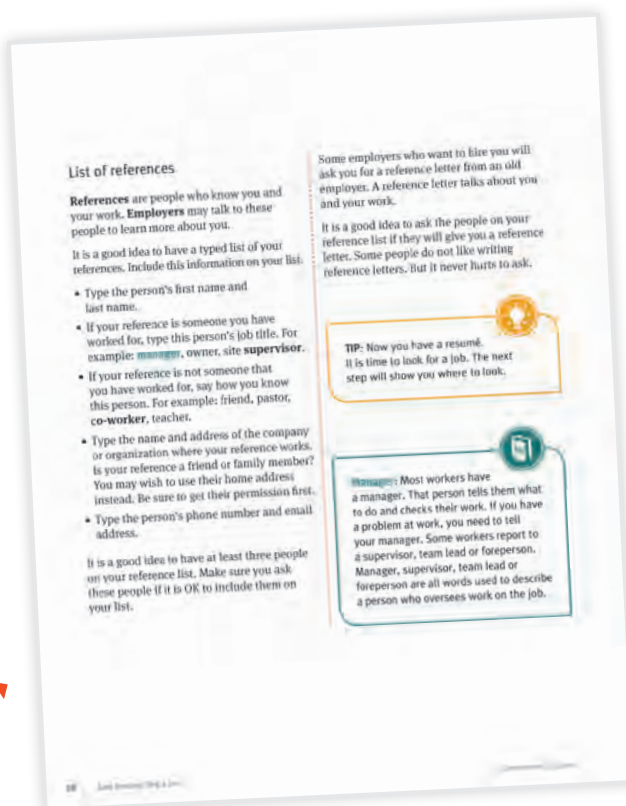 List of references
References are people who know you and
your work. Employers may talk to these
people to learn more about you.
It is a good idea to have a typed list of your
references. Include this information on your list.
• Type the person's first name and
last name.
• If your reference is someone you have
worked for, type this person's job title. For
example: manager, owner, site supervisor.
• If your reference is not someone that
you have worked for, say how you know
this person. For example: friend, pastor,
co-worker, teacher.
• Type the name and address of the company
or organization where your reference works.
Is your reference a friend or family member?
You may wish to use their home address
instead. Be sure to get their permission first.
• Type the person's phone number and email
address.
It is a good idea to have at least three people
on your reference list. Make sure you ask
these people if it is OK to include them on
your list.
Some employers who want to hire you will
ask you for a reference letter from an old
employer. A reference letter talks about you
and your work.
It is a good idea to ask the people on your
reference list if they will give you a reference
letter. Some people do not like writing
reference letters. But it never hurts to ask.
TIP: Now you have a resumé.
It is time to look for a job. The next
step will show you where to look.
Manager: Most workers have
a manager. That person tells them what
to do and checks their work. If you have
a problem at work, you need to tell
your manager. Some workers report to
a supervisor, team lead or foreperson.
Manager, supervisor, team lead or
foreperson are all words used to describe
a person who oversees work on the job.